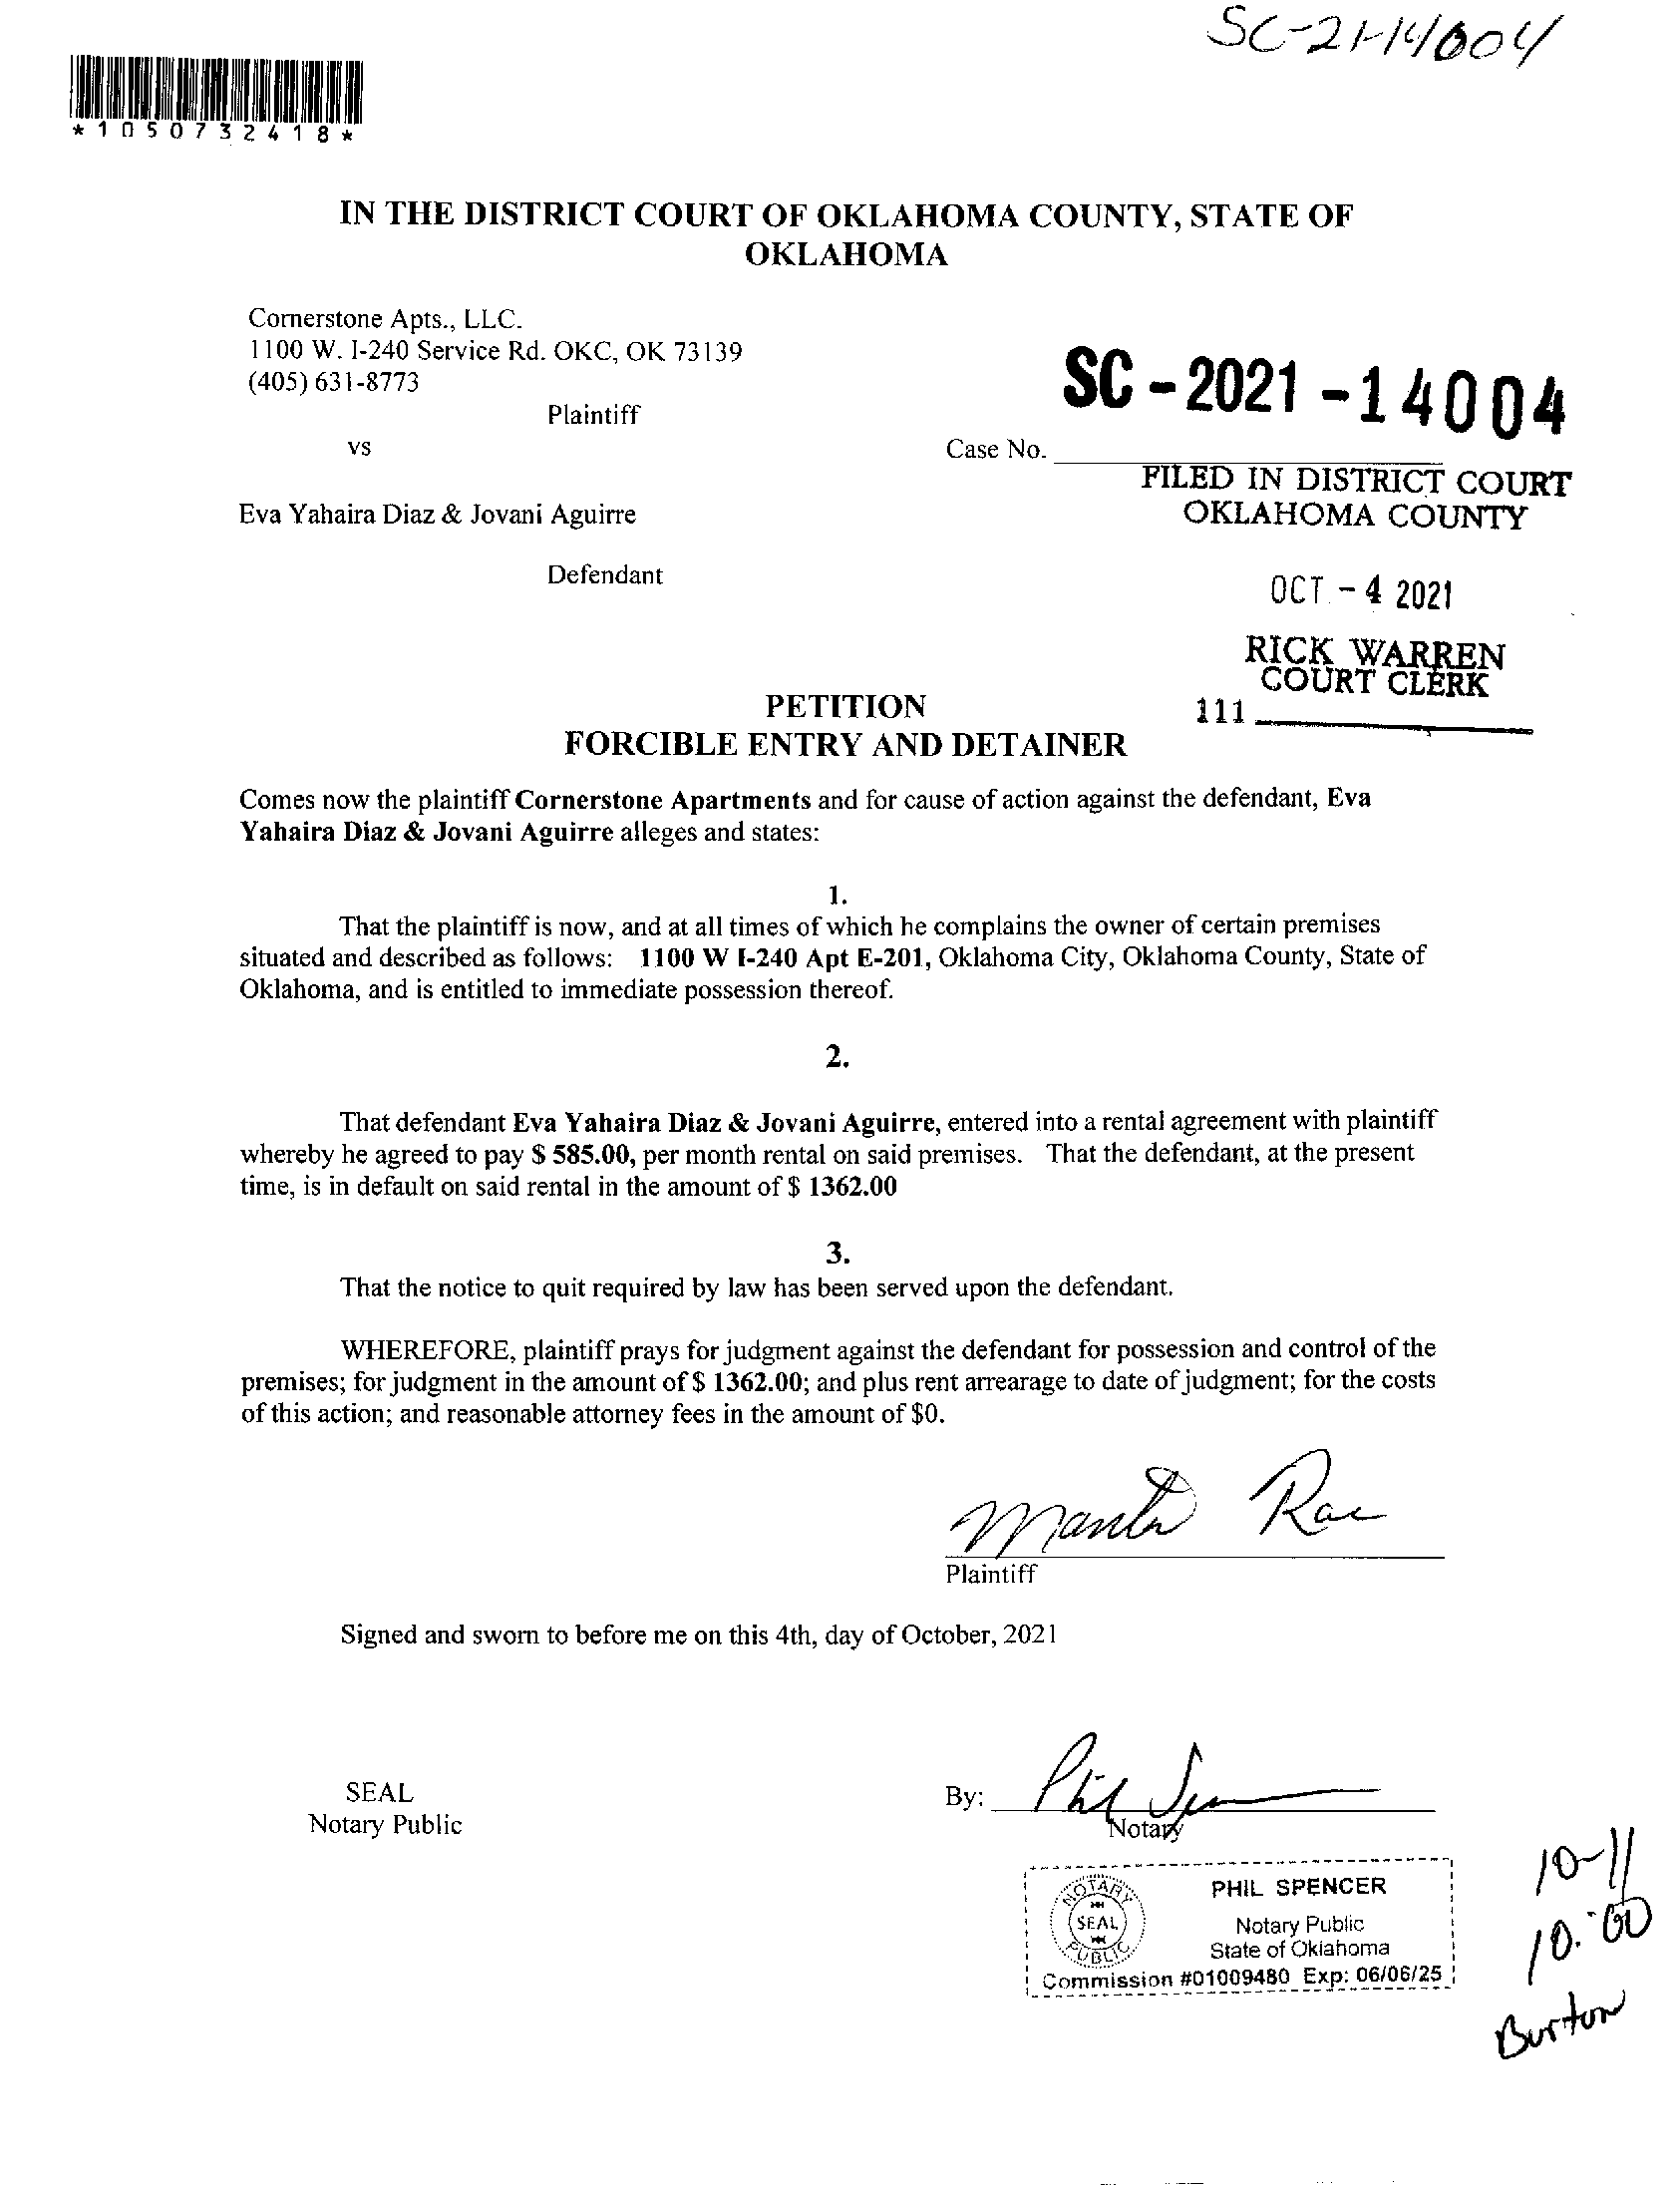 SC-21-14004
*1050732418*
IN THE DISTRICT COURT OF OKLAHOMA COUNTY, STATE OF
OKLAHOMA
Cornerstone Apts., LLC.
1100 W. I-240 Service Rd. OKC, OK 73139
(405) 631-8773
Plaintiff
vs
SC - 2021 - 14004
Case No.
FILED IN DISTRICT COURT
OKLAHOMA COUNTY
Eva Yahaira Diaz & Jovani Aguirre
Defendant
OCT - 4 2021
RICK WARREN
COURT CLERK
111
PETITION
FORCIBLE ENTRY AND DETAINER
Comes now the plaintiff Cornerstone Apartments and for cause of action against the defendant, Eva
Yahaira Diaz & Jovani Aguirre alleges and states:
1.
That the plaintiff is now, and at all times of which he complains the owner of certain premises
situated and described as follows: 1100 W I-240 Apt E-201, Oklahoma City, Oklahoma County, State of
Oklahoma, and is entitled to immediate possession thereof.
2.
That defendant Eva Yahaira Diaz & Jovani Aguirre, entered into a rental agreement with plaintiff
whereby he agreed to pay $ 585.00, per month rental on said premises. That the defendant, at the present
time, is in default on said rental in the amount of $ 1362.00
3.
That the notice to quit required by law has been served upon the defendant.
WHEREFORE, plaintiff prays for judgment against the defendant for possession and control of the
premises; for judgment in the amount of $ 1362.00; and plus rent arrearage to date of judgment; for the costs
of this action; and reasonable attorney fees in the amount of $0.
Rae
Plaintiff
Signed and sworn to before me on this 4th, day of October, 2021
SEAL
Notary Public
By: Phil
Notary
NOTARY
SEAL
PUBLIC
PHIL SPENCER
Notary Public
State of Oklahoma
Commission #01009480 Exp: 06/06/25
10-11
10:00
Burton